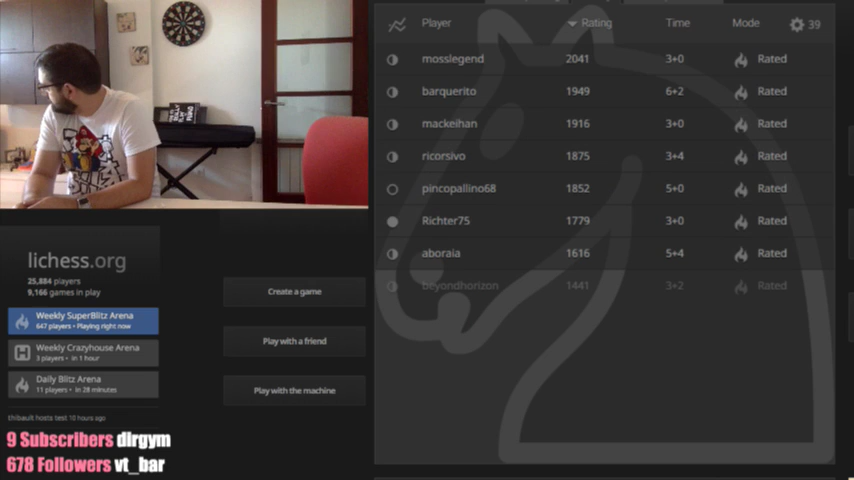 Player Rating Time Mode 39
mosslegend 2041 3+0 Rated
barquerito 1949 6+2 Rated
mackeihan 1916 3+0 Rated
ricorsivo 1875 3+4 Rated
pincopallino68 1852 5+0 Rated
Richter75 1779 3+0 Rated
aboraia 1616 5+4 Rated
beyondhorizon 1441 3+2 Rated
lichess.org
25,884 players
9,166 games in play
Weekly SuperBlitz Arena
647 players • Playing right now
Weekly Crazyhouse Arena
3 players • in 1 hour
Daily Blitz Arena
11 players • in 28 minutes
thibault hosts test 10 hours ago
Create a game
Play with a friend
Play with the machine
9 Subscribers dirgym
678 Followers vt_bar